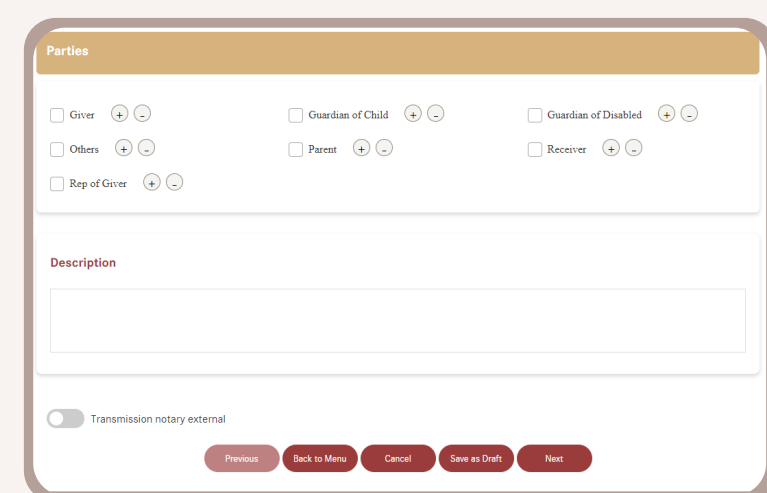 Parties
Giver + - Guardian of Child + - Guardian of Disabled + -
Others + - Parent + - Receiver + -
Rep of Giver + -
Description
Transmission notary external
Previous Back to Menu Cancel Save as Draft Next